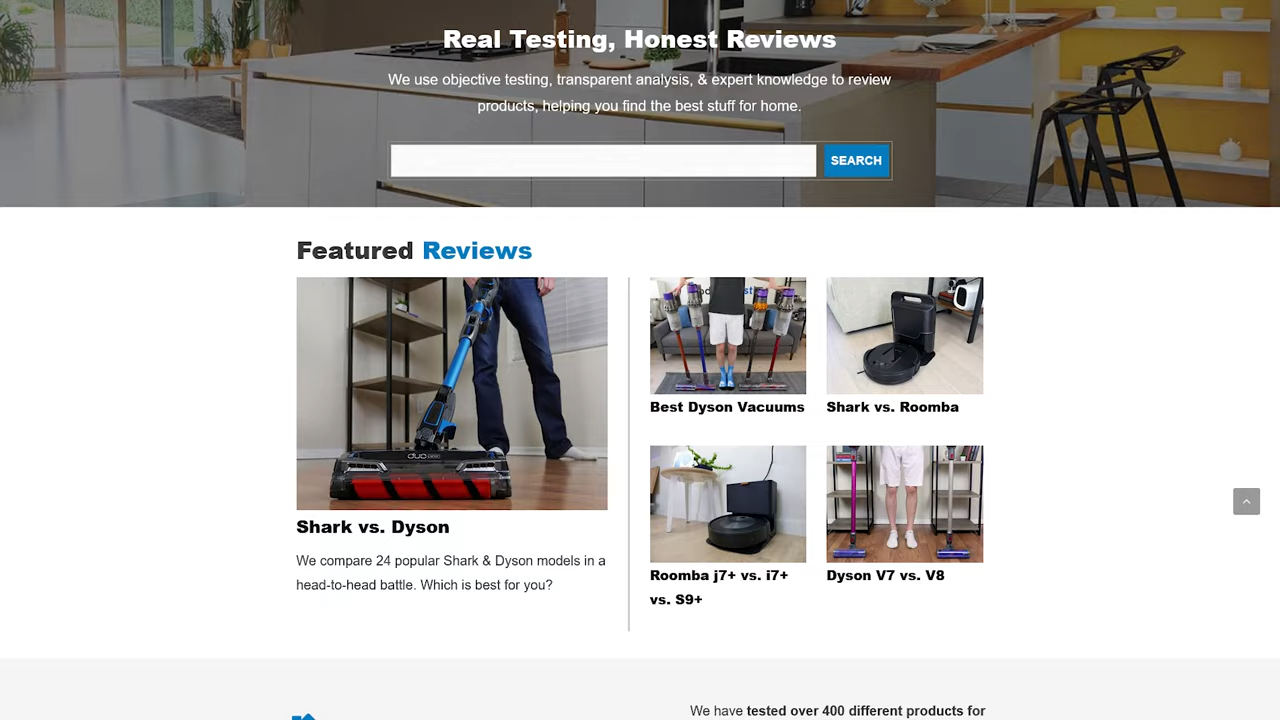 Real Testing, Honest Reviews
We use objective testing, transparent analysis, & expert knowledge to review
products, helping you find the best stuff for home.
SEARCH
Featured Reviews
duo
Shark vs. Dyson
We compare 24 popular Shark & Dyson models in a
head-to-head battle. Which is best for you?
Best Dyson Vacuums
Shark vs. Roomba
Roomba j7+ vs. i7+
vs. S9+
Dyson V7 vs. V8
We have tested over 400 different products for